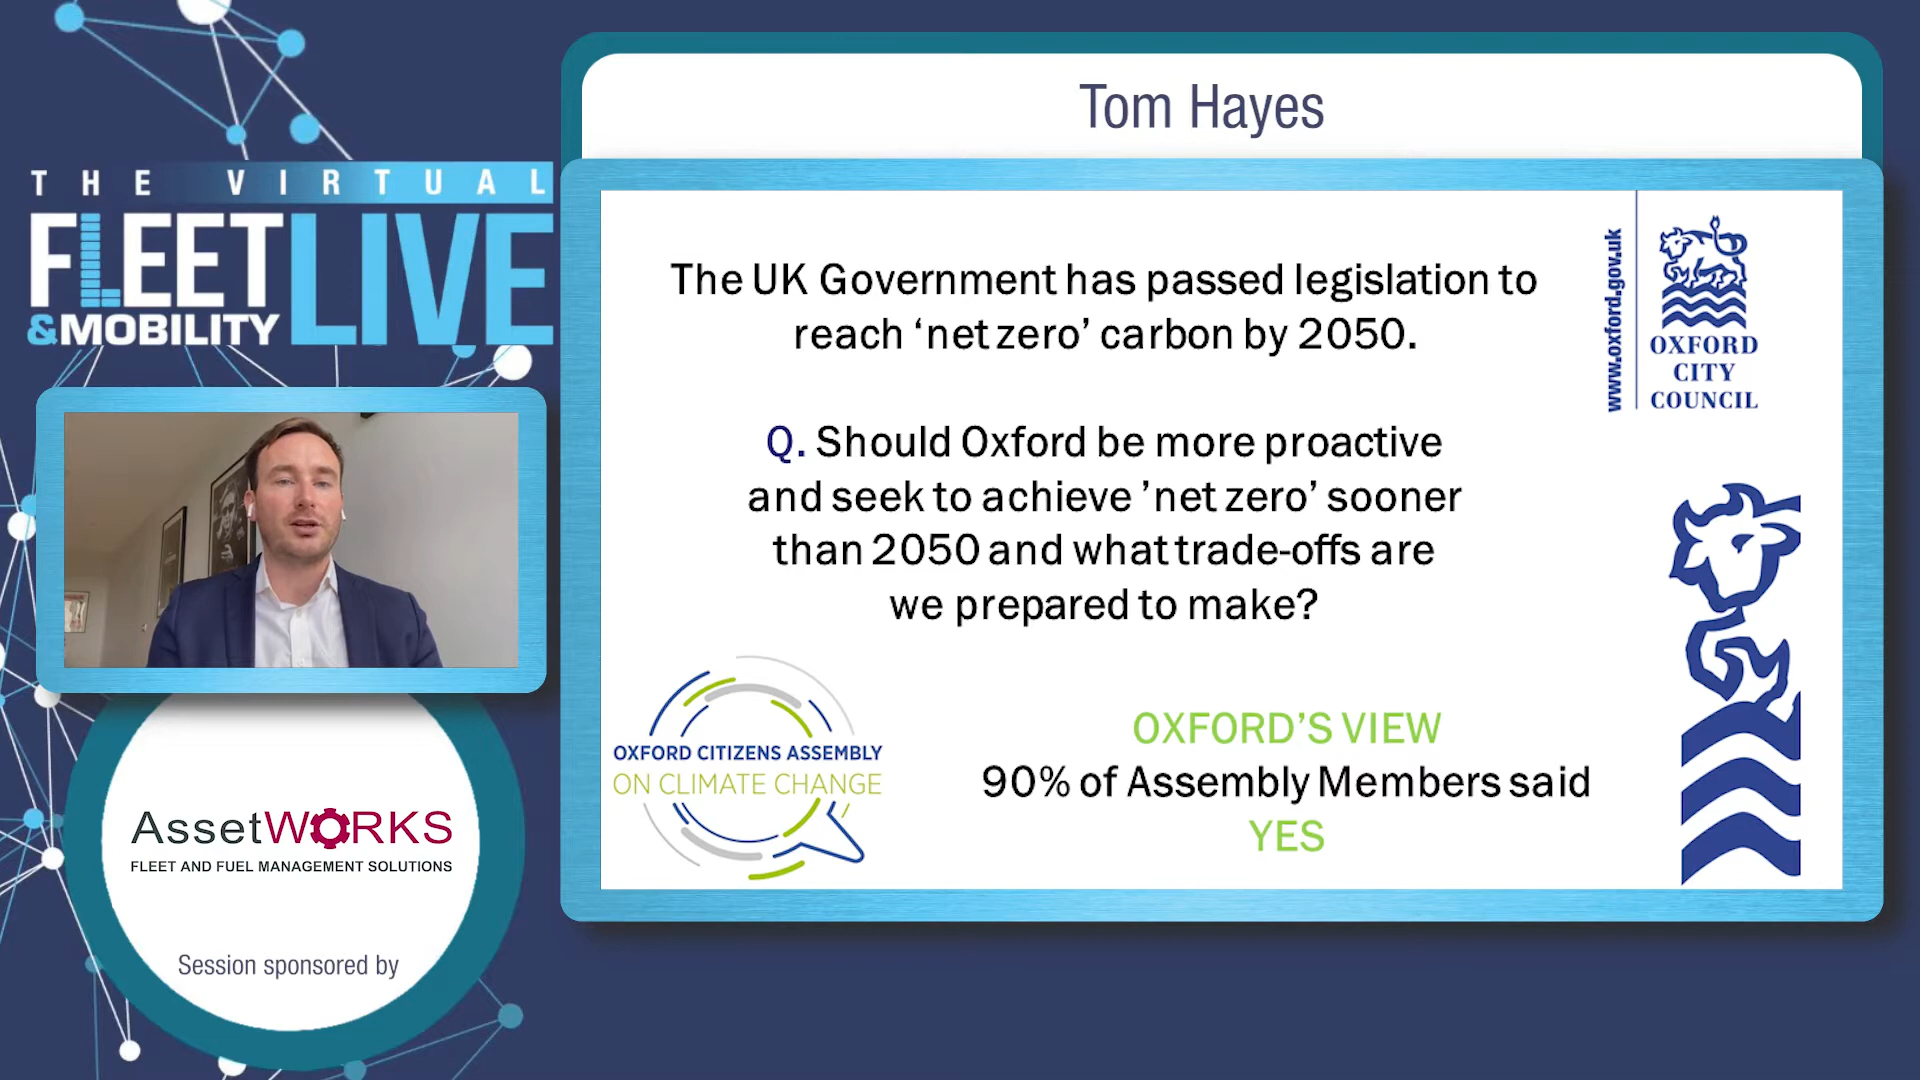 THE VIRTUAL
FLEET
&MOBILITY
LIVE
Tom Hayes
The UK Government has passed legislation to
reach ‘net zero’ carbon by 2050.
Q. Should Oxford be more proactive
and seek to achieve ’net zero’ sooner
than 2050 and what trade-offs are
we prepared to make?
OXFORD CITIZENS ASSEMBLY
ON CLIMATE CHANGE
OXFORD’S VIEW
90% of Assembly Members said
YES
www.oxford.gov.uk
OXFORD
CITY
COUNCIL
AssetWORKS
FLEET AND FUEL MANAGEMENT SOLUTIONS
Session sponsored by